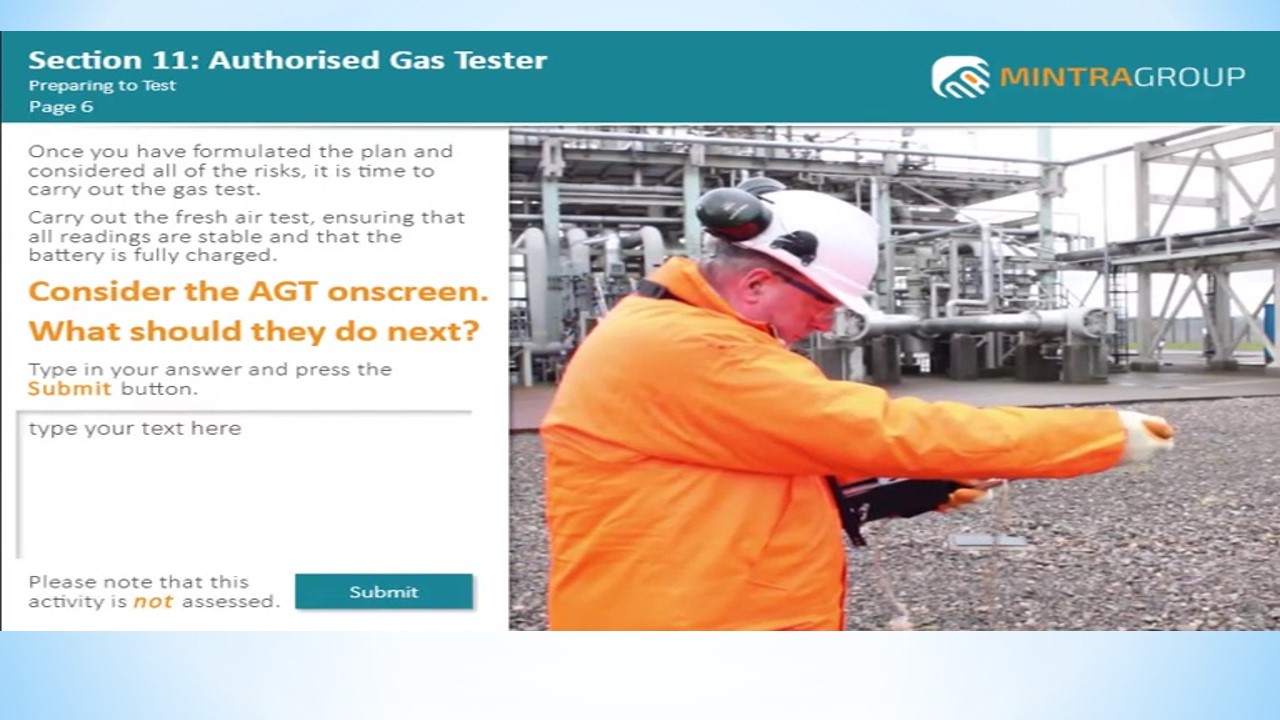 Section 11: Authorised Gas Tester
Preparing to Test
Page 6
MINTRAGROUP
Once you have formulated the plan and
considered all of the risks, it is time to
carry out the gas test.
Carry out the fresh air test, ensuring that
all readings are stable and that the
battery is fully charged.
Consider the AGT onscreen.
What should they do next?
Type in your answer and press the
Submit button.
type your text here
Please note that this
activity is not assessed.
Submit